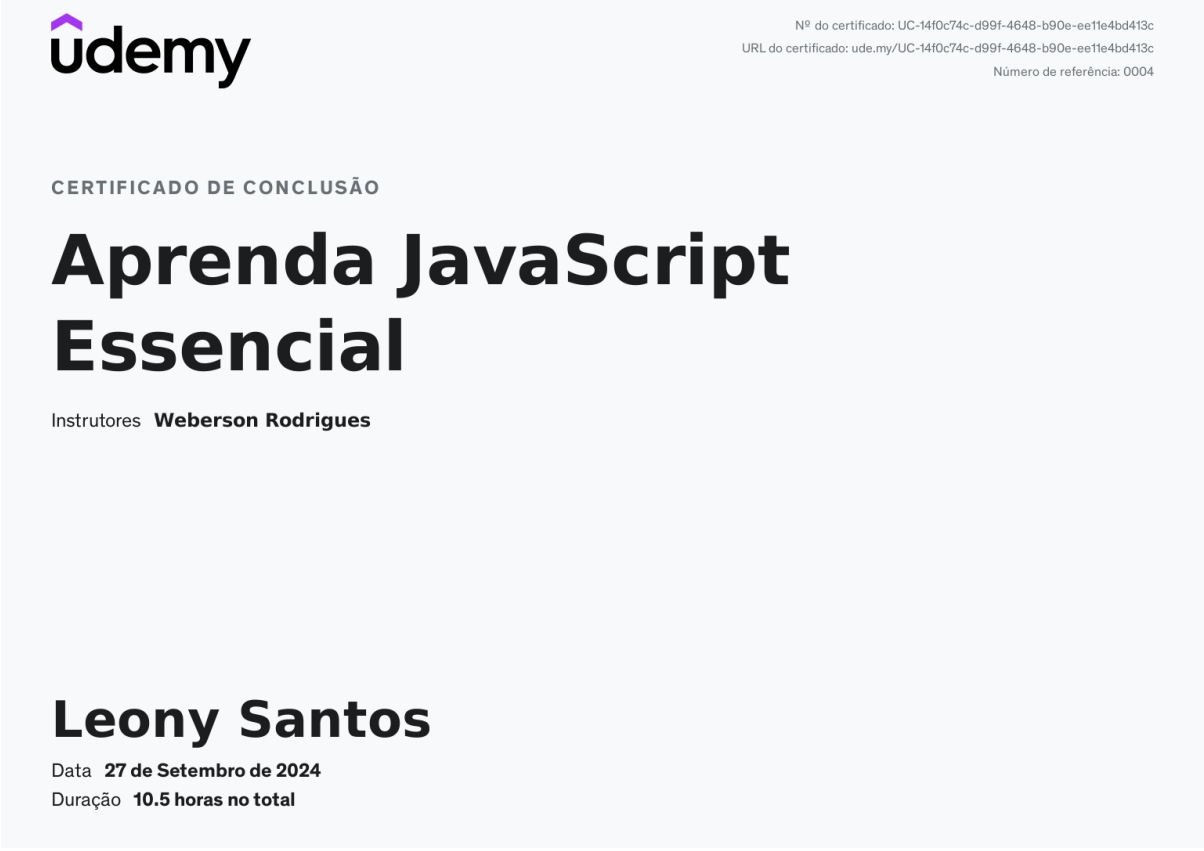 udemy
Nº do certificado: UC-14f0c74c-d99f-4648-b90e-ee11e4bd413c
URL do certificado: ude.my/UC-14f0c74c-d99f-4648-b90e-ee11e4bd413c
Número de referência: 0004
CERTIFICADO DE CONCLUSÃO
Aprenda JavaScript
Essencial
Instrutores Weberson Rodrigues
Leony Santos
Data 27 de Setembro de 2024
Duração 10.5 horas no total